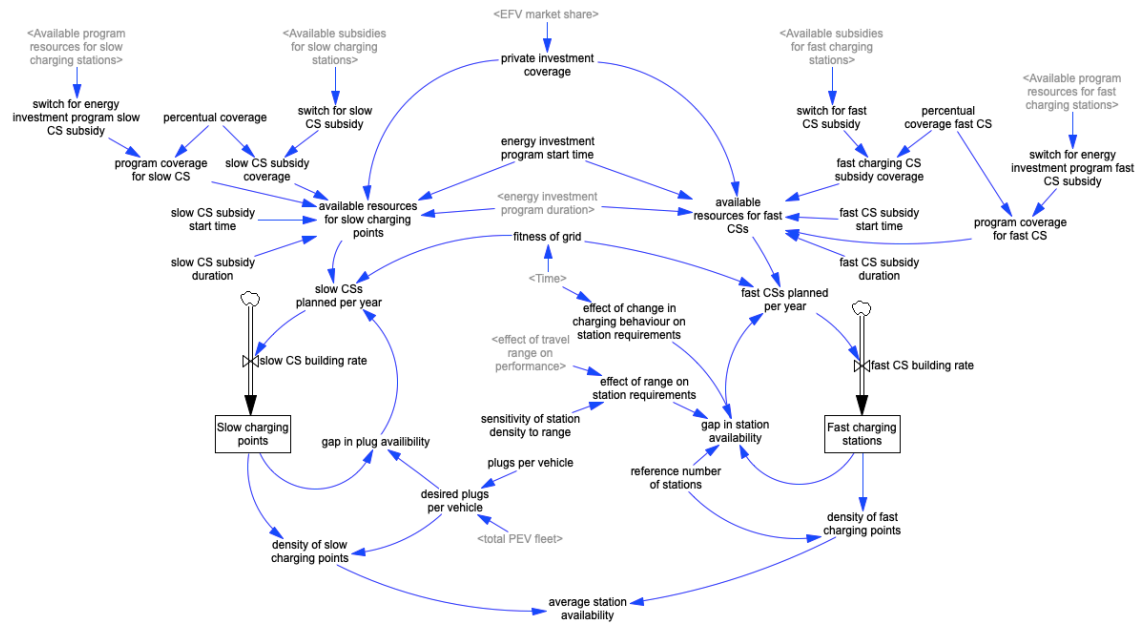 <EFV market share>
<Available program
resources for slow
charging stations>
<Available subsidies
for slow charging
stations>
private investment
coverage
<Available subsidies
for fast charging
stations>
<Available program
resources for fast
charging stations>
switch for energy
investment program slow
CS subsidy
percentual coverage
switch for slow
CS subsidy
switch for fast
CS subsidy
percentual
coverage fast CS
energy investment
program start time
program coverage
for slow CS
slow CS subsidy
coverage
fast charging CS
subsidy coverage
switch for energy
investment program fast
CS subsidy
available resources
for slow charging
points
<energy investment
program duration>
available
resources for fast
CSs
slow CS subsidy
start time
fast CS subsidy
start time
program coverage
for fast CS
fitness of grid
slow CS subsidy
duration
fast CS subsidy
duration
<Time>
slow CSs
planned per year
fast CSs planned
per year
effect of change in
charging behaviour on
station requirements
slow CS building rate
<effect of travel
range on
performance>
fast CS building rate
effect of range on
station requirements
sensitivity of station
density to range
Slow charging
points
gap in plug availibility
gap in station
availability
Fast charging
stations
plugs per vehicle
reference number
of stations
desired plugs
per vehicle
density of fast
charging points
<total PEV fleet>
density of slow
charging points
average station
availability